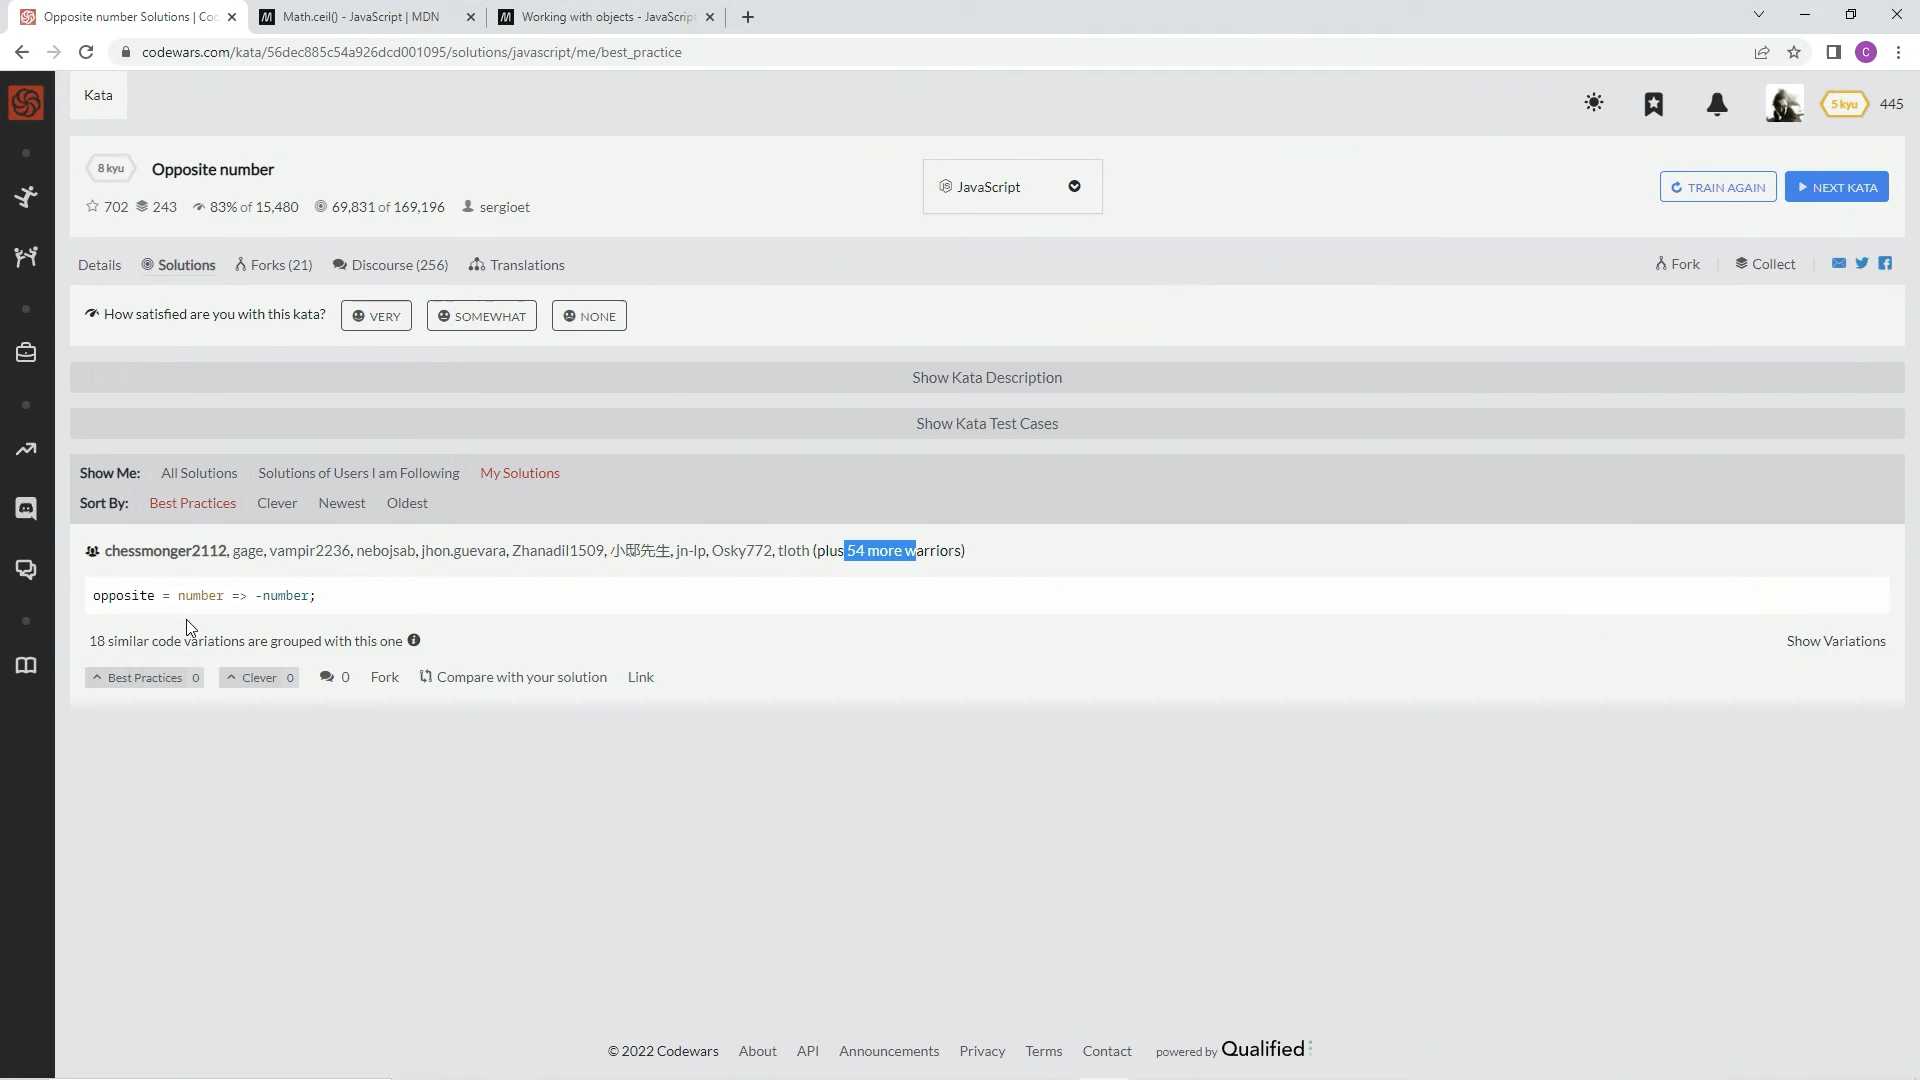 Opposite number Solutions | Co
Math.ceil() - JavaScript | MDN
Working with objects - JavaScrip
codewars.com/kata/56dec885c54a926dcd001095/solutions/javascript/me/best_practice
C
Kata
5 kyu
445
8 kyu
Opposite number
702 243 83% of 15,480 69,831 of 169,196 sergioet
JavaScript
TRAIN AGAIN
NEXT KATA
Details Solutions Forks (21) Discourse (256) Translations
Fork | Collect |
How satisfied are you with this kata? VERY SOMEWHAT NONE
Show Kata Description
Show Kata Test Cases
Show Me: All Solutions Solutions of Users I am Following My Solutions
Sort By: Best Practices Clever Newest Oldest
chessmonger2112, gage, vampir2236, nebojsab, jhon.guevara, Zhanadil1509, 小邸先生, jn-lp, Osky772, tloth (plus 54 more warriors)
opposite = number => -number;
18 similar code variations are grouped with this one
Show Variations
Best Practices 0 Clever 0 0 Fork Compare with your solution Link
© 2022 Codewars About API Announcements Privacy Terms Contact powered by Qualified